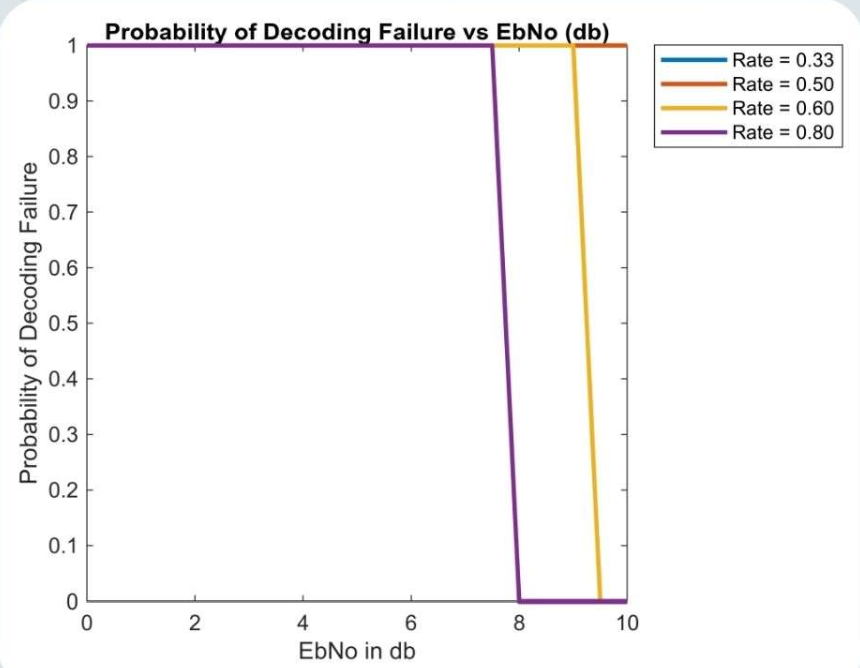 Probability of Decoding Failure vs EbNo (db)
Rate = 0.33
Rate = 0.50
Rate = 0.60
Rate = 0.80
Probability of Decoding Failure
1
0.9
0.8
0.7
0.6
0.5
0.4
0.3
0.2
0.1
0
0 2 4 6 8 10
EbNo in db